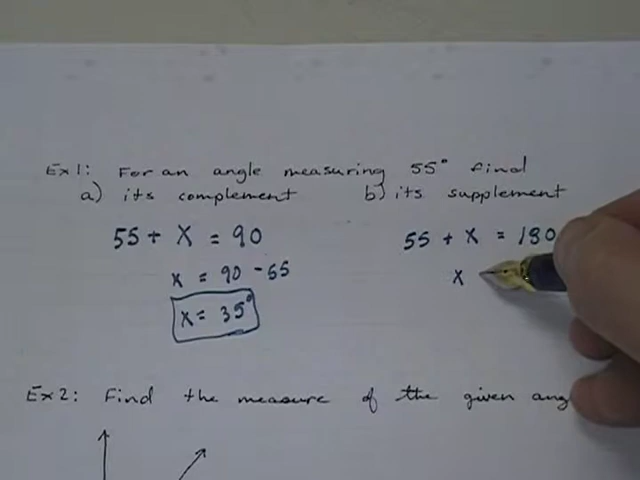 Ex1: For an angle measuring 55° find
a) its complement b) its supplement
55 + x = 90 55 + x = 180
x = 90 - 55 x
x = 35°
Ex2: Find the measure of the given